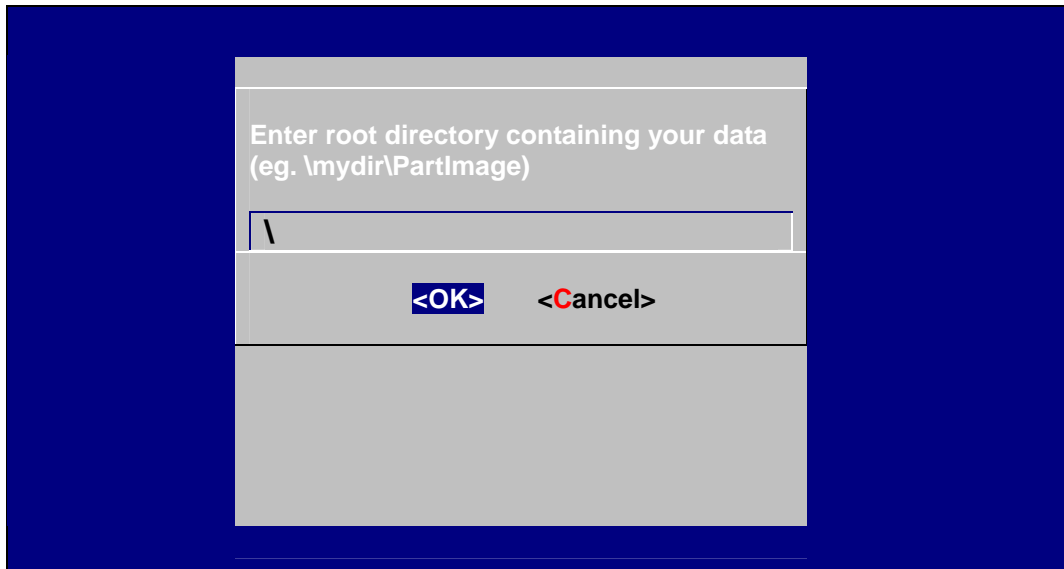 Enter root directory containing your data
(eg. \mydir\PartImage)
\
<OK> <Cancel>